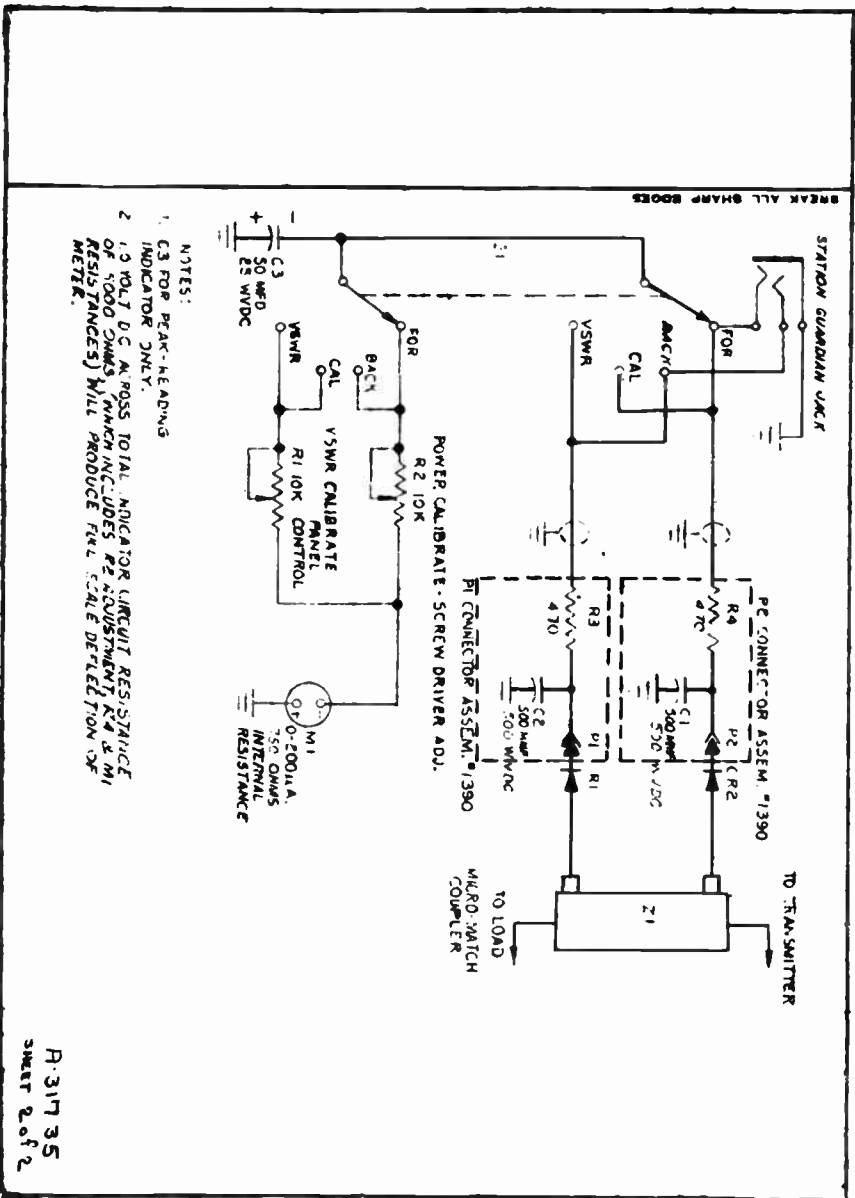 BREAK ALL SHARP EDGES
STATION GUARDIAN JACK
FOR
BACK
CAL
VSWR
S1
R4
470
P2 CONNECTOR ASSEM. #1390
C1
500 MMF
500 WVDC
P2
CR2
R3
470
P1 CONNECTOR ASSEM. #1390
C2
500 MMF
500 WVDC
P1
R1
TO TRANSMITTER
Z1
TO LOAD
MICRO-MATCH
COUPLER
POWER CALIBRATE - SCREW DRIVER ADJ.
R2 10K
FOR
BACK
CAL
VSWR
VSWR CALIBRATE
PANEL
R1 10K CONTROL
- +
C3
50 MFD
25 WVDC
M1
0-200µA.
750 OHMS
INTERNAL
RESISTANCE
NOTES:
1. C3 FOR PEAK-READING
INDICATOR ONLY.
2 VOLT D.C. ACROSS TOTAL INDICATOR CIRCUIT RESISTANCE
OF 5000 OHMS (WHICH INCLUDES R2 ADJUSTMENT, R4 & M1
RESISTANCES) WILL PRODUCE FULL SCALE DEFLECTION OF
METER.
A-31735
SHEET 2 of 2